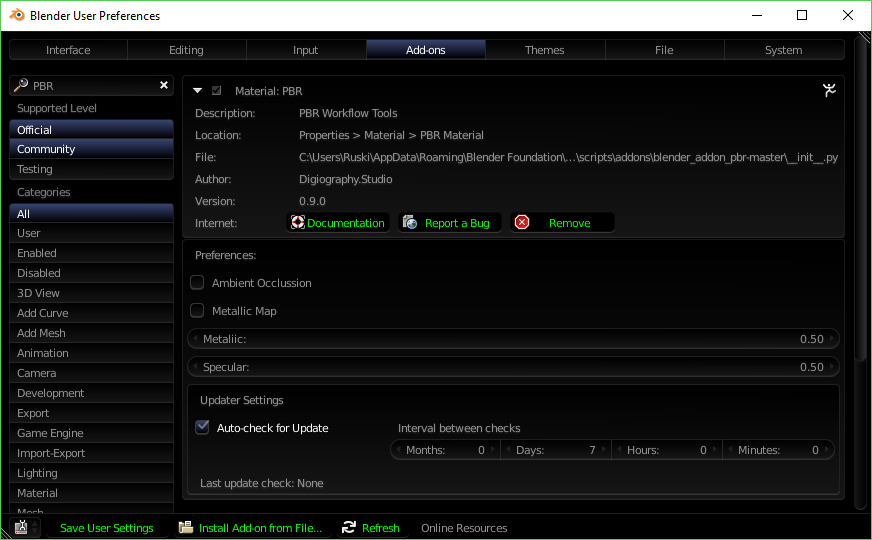 Blender User Preferences
Interface Editing Input Add-ons Themes File System
PBR
Supported Level
Official
Community
Testing
Categories
All
User
Enabled
Disabled
3D View
Add Curve
Add Mesh
Animation
Camera
Development
Export
Game Engine
Import-Export
Lighting
Material
Mesh
Material: PBR
Description: PBR Workflow Tools
Location: Properties > Material > PBR Material
File: C:\Users\Ruski\AppData\Roaming\Blender Foundation\...\scripts\addons\blender_addon_pbr-master\__init__.py
Author: Digiography.Studio
Version: 0.9.0
Internet: Documentation Report a Bug Remove
Preferences:
Ambient Occlussion
Metallic Map
Metaliic: 0.50
Specular: 0.50
Updater Settings
Auto-check for Update Interval between checks
Months: 0 Days: 7 Hours: 0 Minutes: 0
Last update check: None
Save User Settings Install Add-on from File... Refresh Online Resources